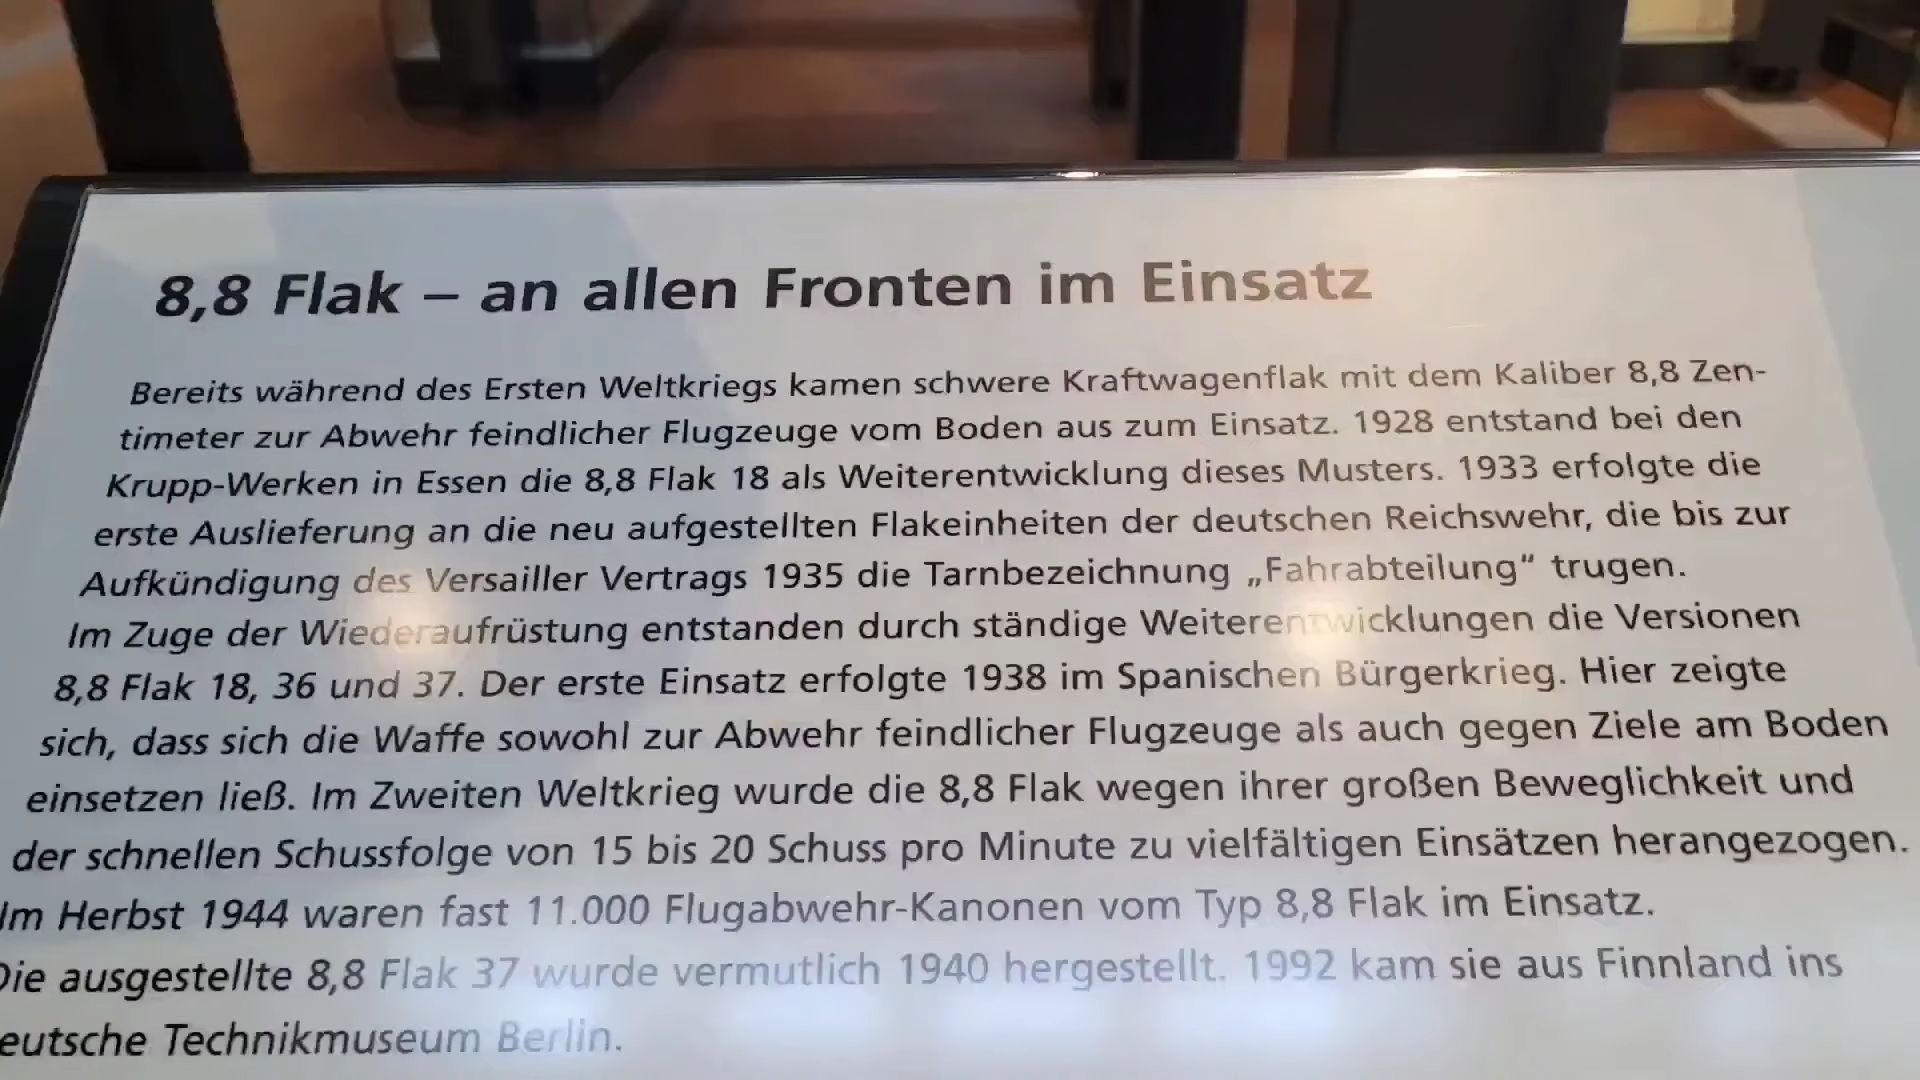 8,8 Flak – an allen Fronten im Einsatz
Bereits während des Ersten Weltkriegs kamen schwere Kraftwagenflak mit dem Kaliber 8,8 Zen-
timeter zur Abwehr feindlicher Flugzeuge vom Boden aus zum Einsatz. 1928 entstand bei den
Krupp-Werken in Essen die 8,8 Flak 18 als Weiterentwicklung dieses Musters. 1933 erfolgte die
erste Auslieferung an die neu aufgestellten Flakeinheiten der deutschen Reichswehr, die bis zur
Aufkündigung des Versailler Vertrags 1935 die Tarnbezeichnung „Fahrabteilung“ trugen.
Im Zuge der Wiederaufrüstung entstanden durch ständige Weiterentwicklungen die Versionen
8,8 Flak 18, 36 und 37. Der erste Einsatz erfolgte 1938 im Spanischen Bürgerkrieg. Hier zeigte
sich, dass sich die Waffe sowohl zur Abwehr feindlicher Flugzeuge als auch gegen Ziele am Boden
einsetzen ließ. Im Zweiten Weltkrieg wurde die 8,8 Flak wegen ihrer großen Beweglichkeit und
der schnellen Schussfolge von 15 bis 20 Schuss pro Minute zu vielfältigen Einsätzen herangezogen.
Im Herbst 1944 waren fast 11.000 Flugabwehr-Kanonen vom Typ 8,8 Flak im Einsatz.
Die ausgestellte 8,8 Flak 37 wurde vermutlich 1940 hergestellt. 1992 kam sie aus Finnland ins
eutsche Technikmuseum Berlin.